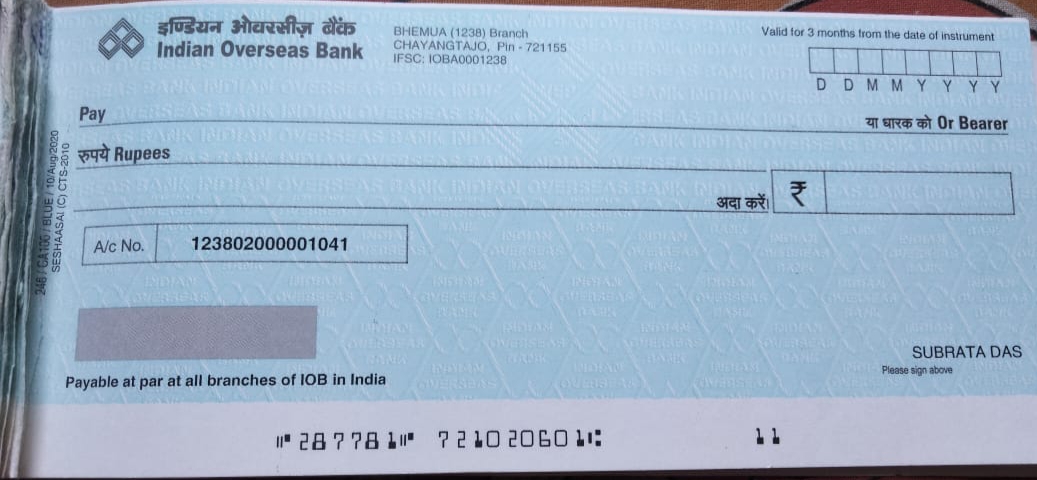 इण्डियन ओवरसीज़ बैंक
Indian Overseas Bank
BHEMUA (1238) Branch
CHAYANGTAJO, Pin - 721155
IFSC: IOBA0001238
Valid for 3 months from the date of instrument
D D M M Y Y Y Y
Pay
या धारक को Or Bearer
रुपये Rupees
अदा करें
₹
A/c No. 123802000001041
SUBRATA DAS
Please sign above
Payable at par at all branches of IOB in India
⑈287781⑈ 721020601⑆ 11
246 / CA100 / BLUE / 10/Aug/2020
SESHAASAI (C) CTS-2010